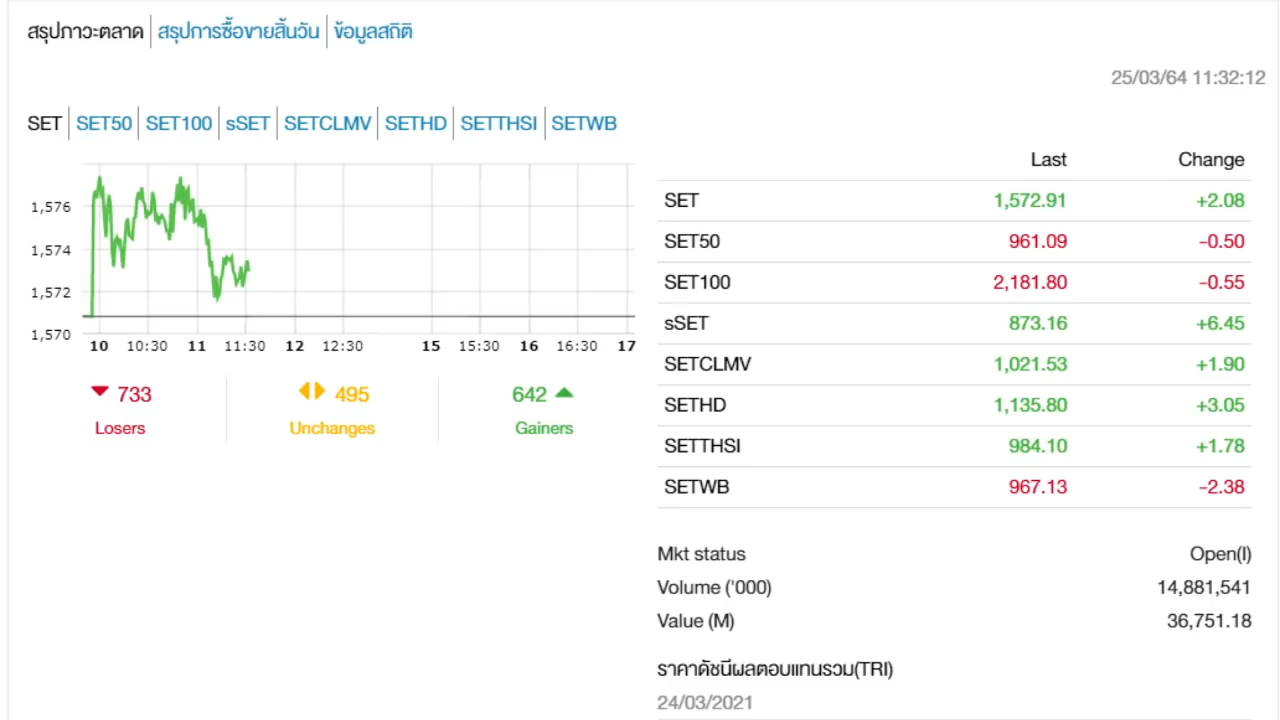 สรุปภาวะตลาด สรุปการซื้อขายสิ้นวัน ข้อมูลสถิติ
25/03/64 11:32:12
SET SET50 SET100 sSET SETCLMV SETHD SETTHSI SETWB
1,576
1,574
1,572
1,570
10 10:30 11 11:30 12 12:30 15 15:30 16 16:30 17
733 495 642
Losers Unchanges Gainers
Last Change
SET 1,572.91 +2.08
SET50 961.09 -0.50
SET100 2,181.80 -0.55
sSET 873.16 +6.45
SETCLMV 1,021.53 +1.90
SETHD 1,135.80 +3.05
SETTHSI 984.10 +1.78
SETWB 967.13 -2.38
Mkt status Open(I)
Volume ('000) 14,881,541
Value (M) 36,751.18
ราคาดัชนีผลตอบแทนรวม(TRI)
24/03/2021